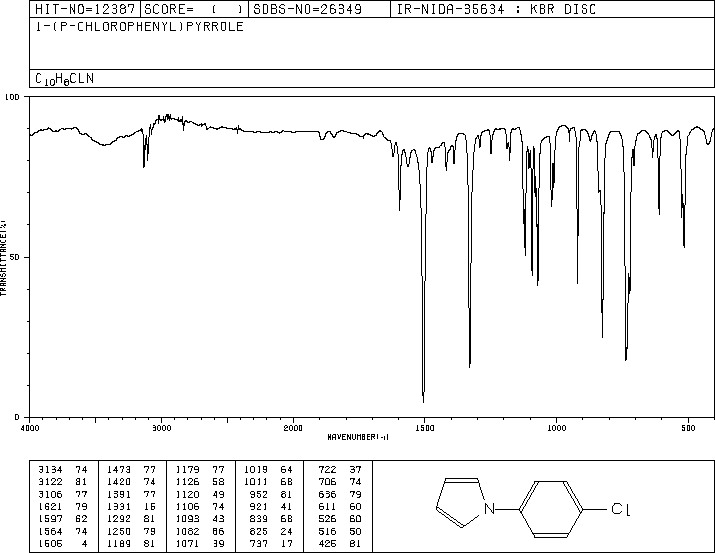 HIT-NO=12387 SCORE= ( ) SDBS-NO=26349 IR-NIDA-35634 : KBR DISC
1-(P-CHLOROPHENYL)PYRROLE
C10H8CLN
100
50
0
TRANSMITTANCE(%)
4000 3000 2000 1500 1000 500
WAVENUMBER(-1)
3134 74 1473 77 1179 77 1019 64 722 37
3122 81 1420 74 1126 58 1011 68 706 74
3106 77 1391 77 1120 49 952 81 636 79
1621 79 1331 15 1106 74 921 41 611 60
1597 62 1292 81 1093 43 839 68 526 60
1564 74 1250 79 1082 66 825 24 516 50
1505 4 1189 81 1071 39 737 17 426 81
N
Cl